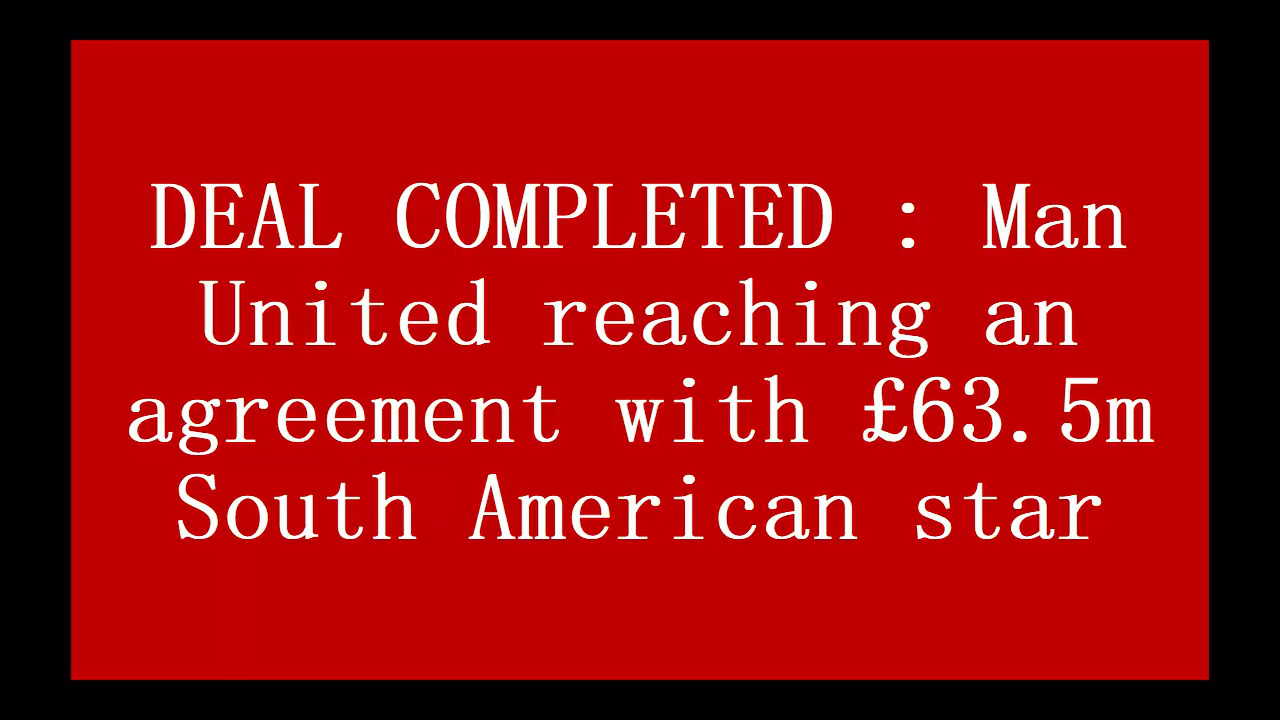 DEAL COMPLETED : Man
United reaching an
agreement with £63.5m
South American star